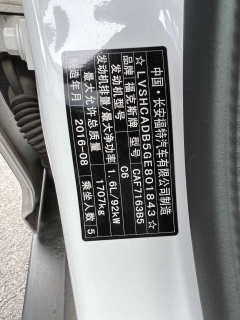 中国·长安福特汽车有限公司制造
☆LVSHCADB5GE801843☆
品牌 福克斯牌 型号 CAF7163B5
发动机型号 C6
发动机排量/最大净功率 1.6L/92kW
最大允许总质量 1707kg
制造年月 2016-08 乘坐人数 5